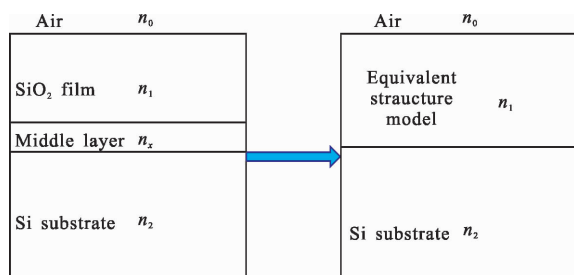 Air n₀
SiO₂ film n₁
Middle layer nₓ
Si substrate n₂
Air n₀
Equivalent
straucture n₁
model
Si substrate n₂